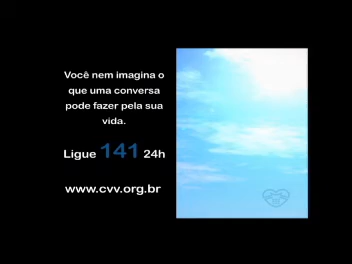 Você nem imagina o
que uma conversa
pode fazer pela sua
vida.
Ligue 141 24h
www.cvv.org.br